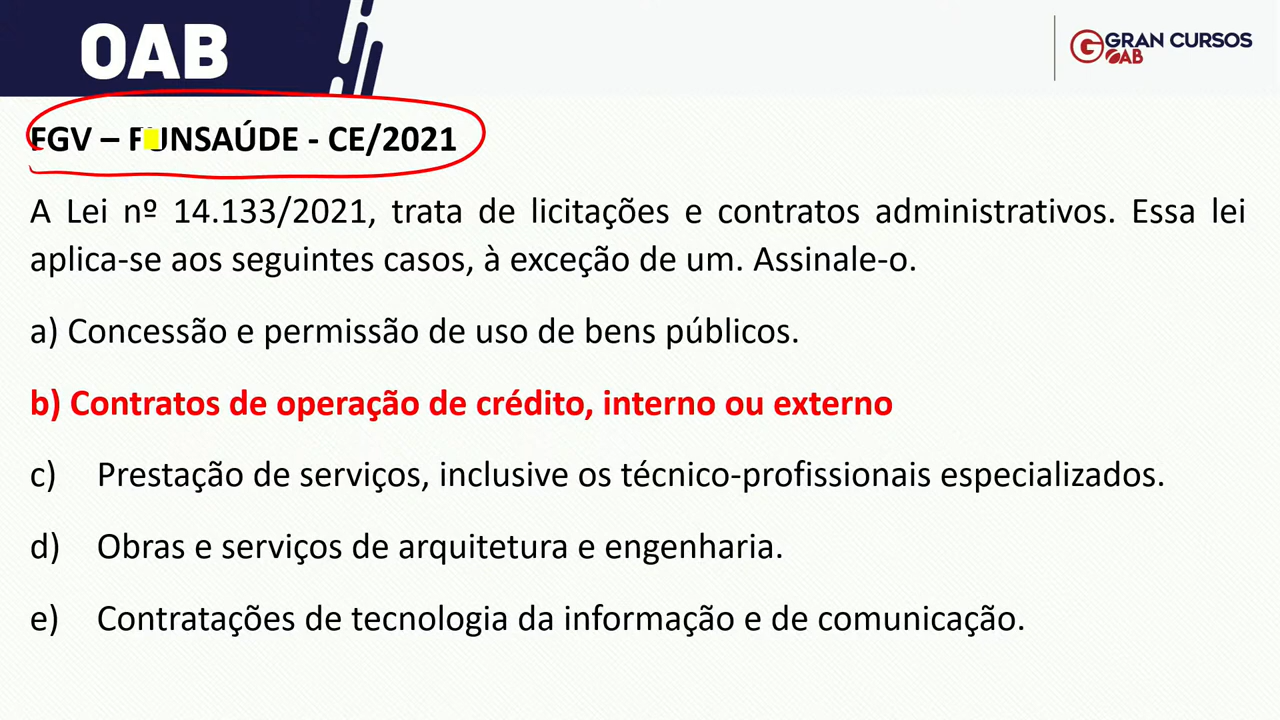 OAB
GRAN CURSOS
OAB
FGV – FUNSAÚDE - CE/2021
A Lei nº 14.133/2021, trata de licitações e contratos administrativos. Essa lei
aplica-se aos seguintes casos, à exceção de um. Assinale-o.
a) Concessão e permissão de uso de bens públicos.
b) Contratos de operação de crédito, interno ou externo
c) Prestação de serviços, inclusive os técnico-profissionais especializados.
d) Obras e serviços de arquitetura e engenharia.
e) Contratações de tecnologia da informação e de comunicação.